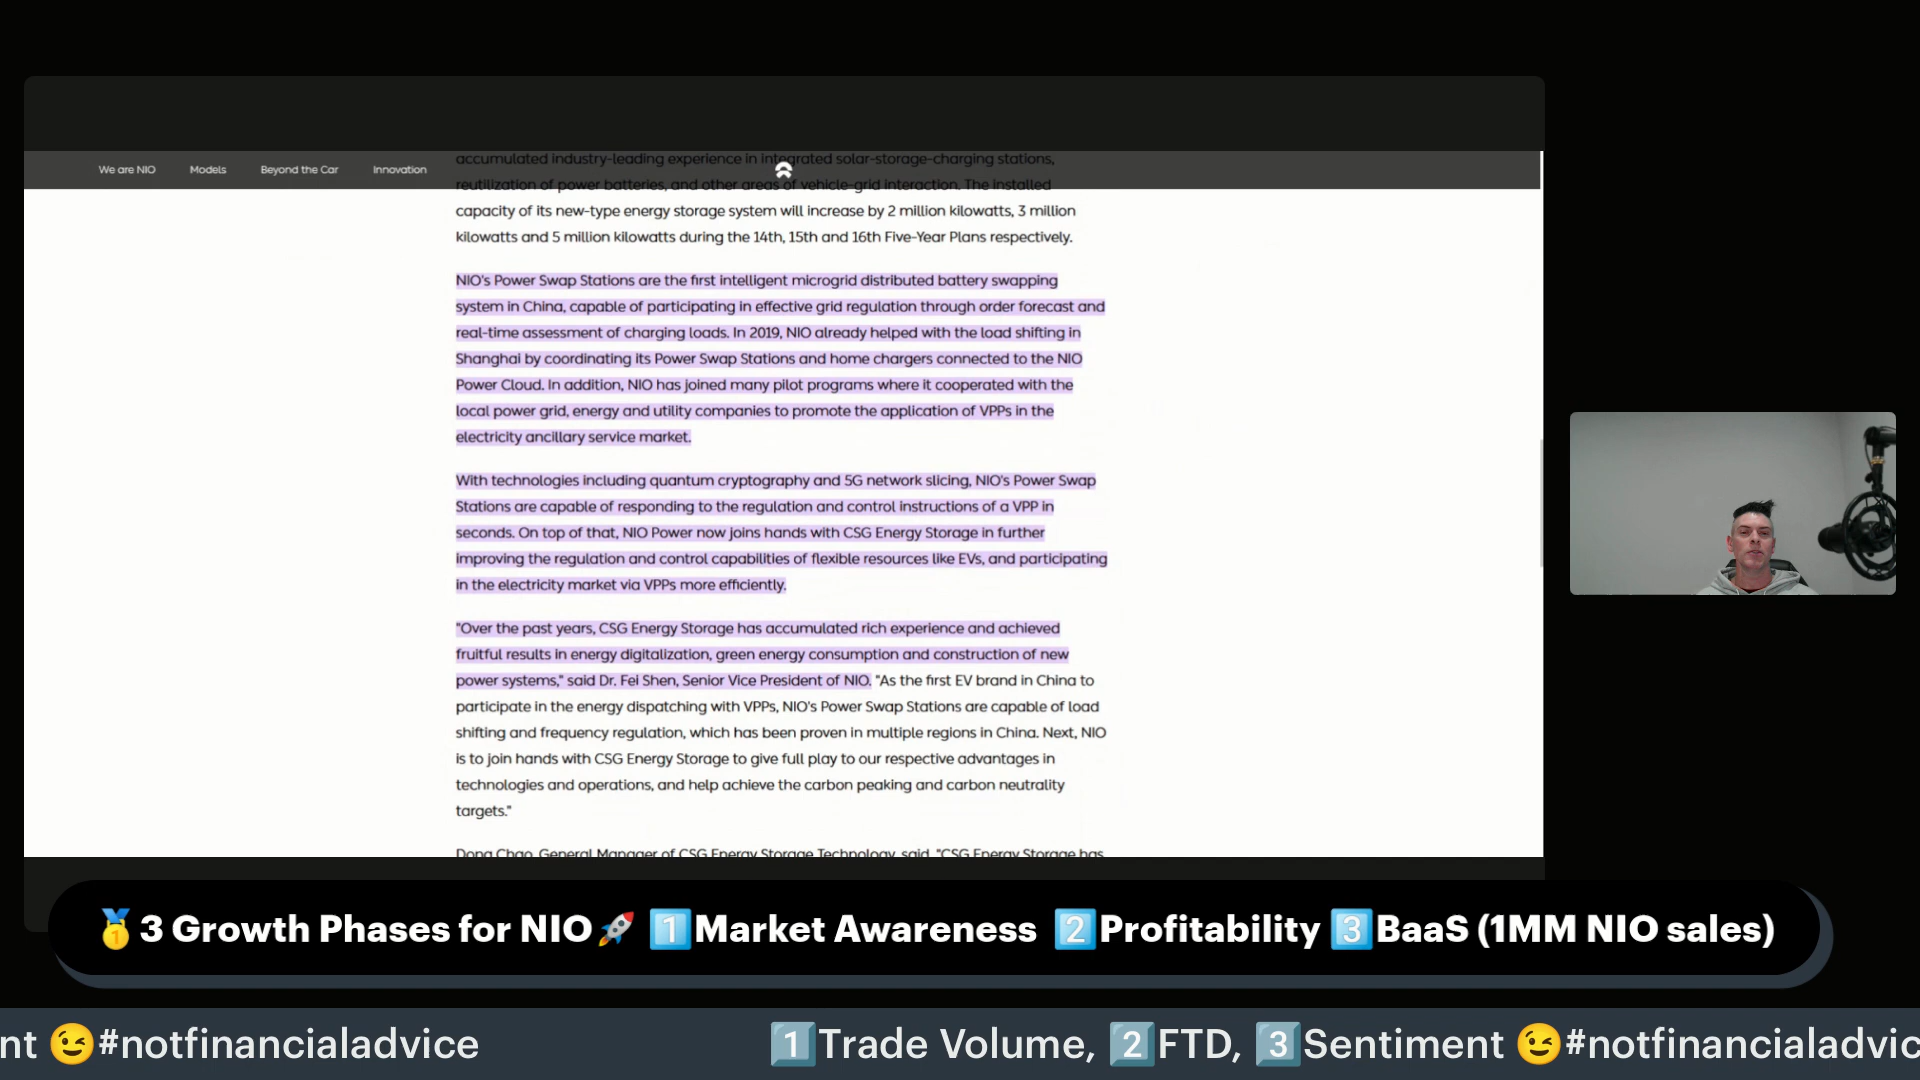 We are NIO Models Beyond the Car Innovation
accumulated industry-leading experience in integrated solar-storage-charging stations,
reutilization of power batteries, and other areas of vehicle-grid interaction. The installed
capacity of its new-type energy storage system will increase by 2 million kilowatts, 3 million
kilowatts and 5 million kilowatts during the 14th, 15th and 16th Five-Year Plans respectively.
NIO's Power Swap Stations are the first intelligent microgrid distributed battery swapping
system in China, capable of participating in effective grid regulation through order forecast and
real-time assessment of charging loads. In 2019, NIO already helped with the load shifting in
Shanghai by coordinating its Power Swap Stations and home chargers connected to the NIO
Power Cloud. In addition, NIO has joined many pilot programs where it cooperated with the
local power grid, energy and utility companies to promote the application of VPPs in the
electricity ancillary service market.
With technologies including quantum cryptography and 5G network slicing, NIO's Power Swap
Stations are capable of responding to the regulation and control instructions of a VPP in
seconds. On top of that, NIO Power now joins hands with CSG Energy Storage in further
improving the regulation and control capabilities of flexible resources like EVs, and participating
in the electricity market via VPPs more efficiently.
"Over the past years, CSG Energy Storage has accumulated rich experience and achieved
fruitful results in energy digitalization, green energy consumption and construction of new
power systems," said Dr. Fei Shen, Senior Vice President of NIO. "As the first EV brand in China to
participate in the energy dispatching with VPPs, NIO's Power Swap Stations are capable of load
shifting and frequency regulation, which has been proven in multiple regions in China. Next, NIO
is to join hands with CSG Energy Storage to give full play to our respective advantages in
technologies and operations, and help achieve the carbon peaking and carbon neutrality
targets."
Dong Chao, General Manager of CSG Energy Storage Technology, said, "CSG Energy Storage has
🥇3 Growth Phases for NIO🚀 1️⃣Market Awareness 2️⃣Profitability 3️⃣BaaS (1MM NIO sales)
nt 😉#notfinancialadvice 1️⃣Trade Volume, 2️⃣FTD, 3️⃣Sentiment 😉#notfinancialadvic